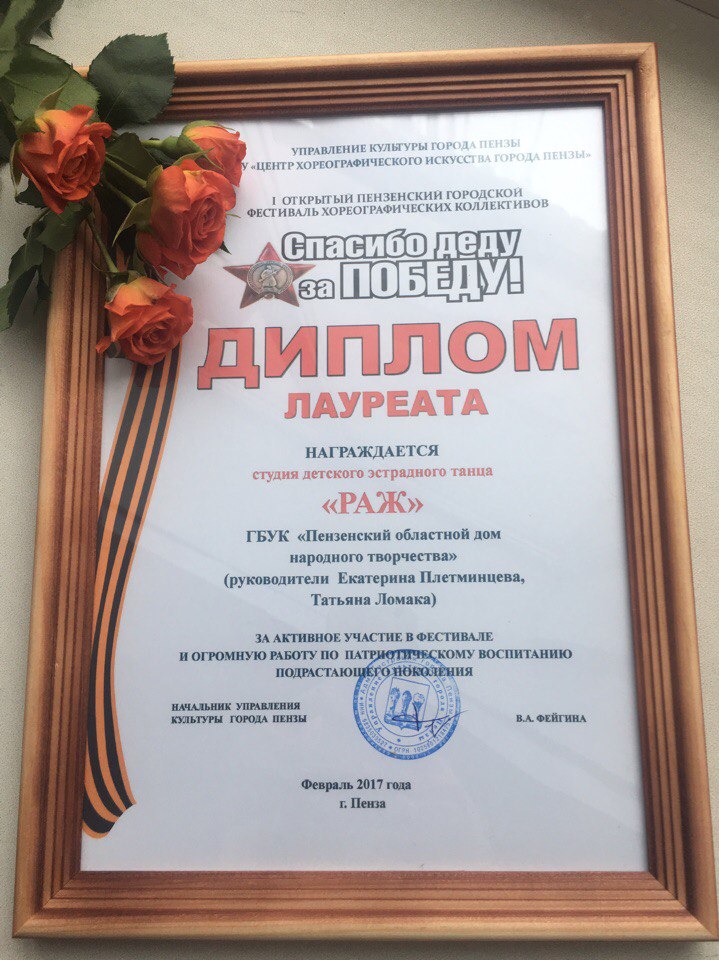 УПРАВЛЕНИЕ КУЛЬТУРЫ ГОРОДА ПЕНЗЫ
У «ЦЕНТР ХОРЕОГРАФИЧЕСКОГО ИСКУССТВА ГОРОДА ПЕНЗЫ»
I ОТКРЫТЫЙ ПЕНЗЕНСКИЙ ГОРОДСКОЙ
ФЕСТИВАЛЬ ХОРЕОГРАФИЧЕСКИХ КОЛЛЕКТИВОВ
Спасибо деду
за ПОБЕДУ!
ДИПЛОМ
ЛАУРЕАТА
НАГРАЖДАЕТСЯ
студия детского эстрадного танца
«РАЖ»
ГБУК «Пензенский областной дом
народного творчества»
(руководители Екатерина Плетминцева,
Татьяна Ломака)
ЗА АКТИВНОЕ УЧАСТИЕ В ФЕСТИВАЛЕ
И ОГРОМНУЮ РАБОТУ ПО ПАТРИОТИЧЕСКОМУ ВОСПИТАНИЮ
ПОДРАСТАЮЩЕГО ПОКОЛЕНИЯ
НАЧАЛЬНИК УПРАВЛЕНИЯ
КУЛЬТУРЫ ГОРОДА ПЕНЗЫ
В.А. ФЕЙГИНА
Февраль 2017 года
г. Пенза